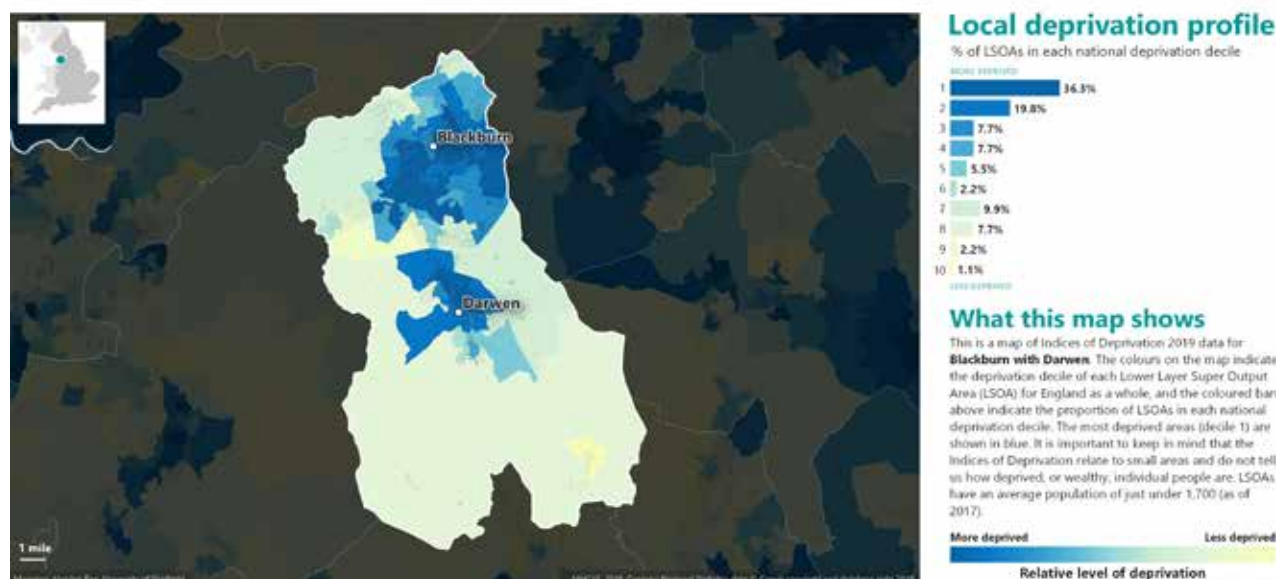 Blackburn
Darwen
1 mile
Local deprivation profile
% of LSOAs in each national deprivation decile
MORE DEPRIVED
1 36.3%
2 19.8%
3 7.7%
4 7.7%
5 5.5%
6 2.2%
7 9.9%
8 7.7%
9 2.2%
10 1.1%
LESS DEPRIVED
What this map shows
This is a map of Indices of Deprivation 2019 data for
Blackburn with Darwen. The colours on the map indicate
the deprivation decile of each Lower Layer Super Output
Area (LSOA) for England as a whole, and the coloured bars
above indicate the proportion of LSOAs in each national
deprivation decile. The most deprived areas (decile 1) are
shown in blue. It is important to keep in mind that the
Indices of Deprivation relate to small areas and do not tell
us how deprived, or wealthy, individual people are. LSOAs
have an average population of just under 1,700 (as of
2017).
More deprived Less deprived
Relative level of deprivation